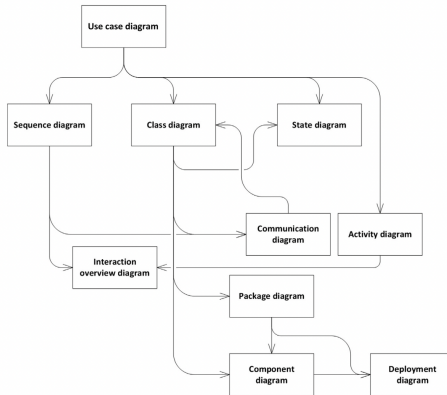 Use case diagram
Sequence diagram
Class diagram
State diagram
Communication
diagram
Activity diagram
Interaction
overview diagram
Package diagram
Component
diagram
Deployment
diagram